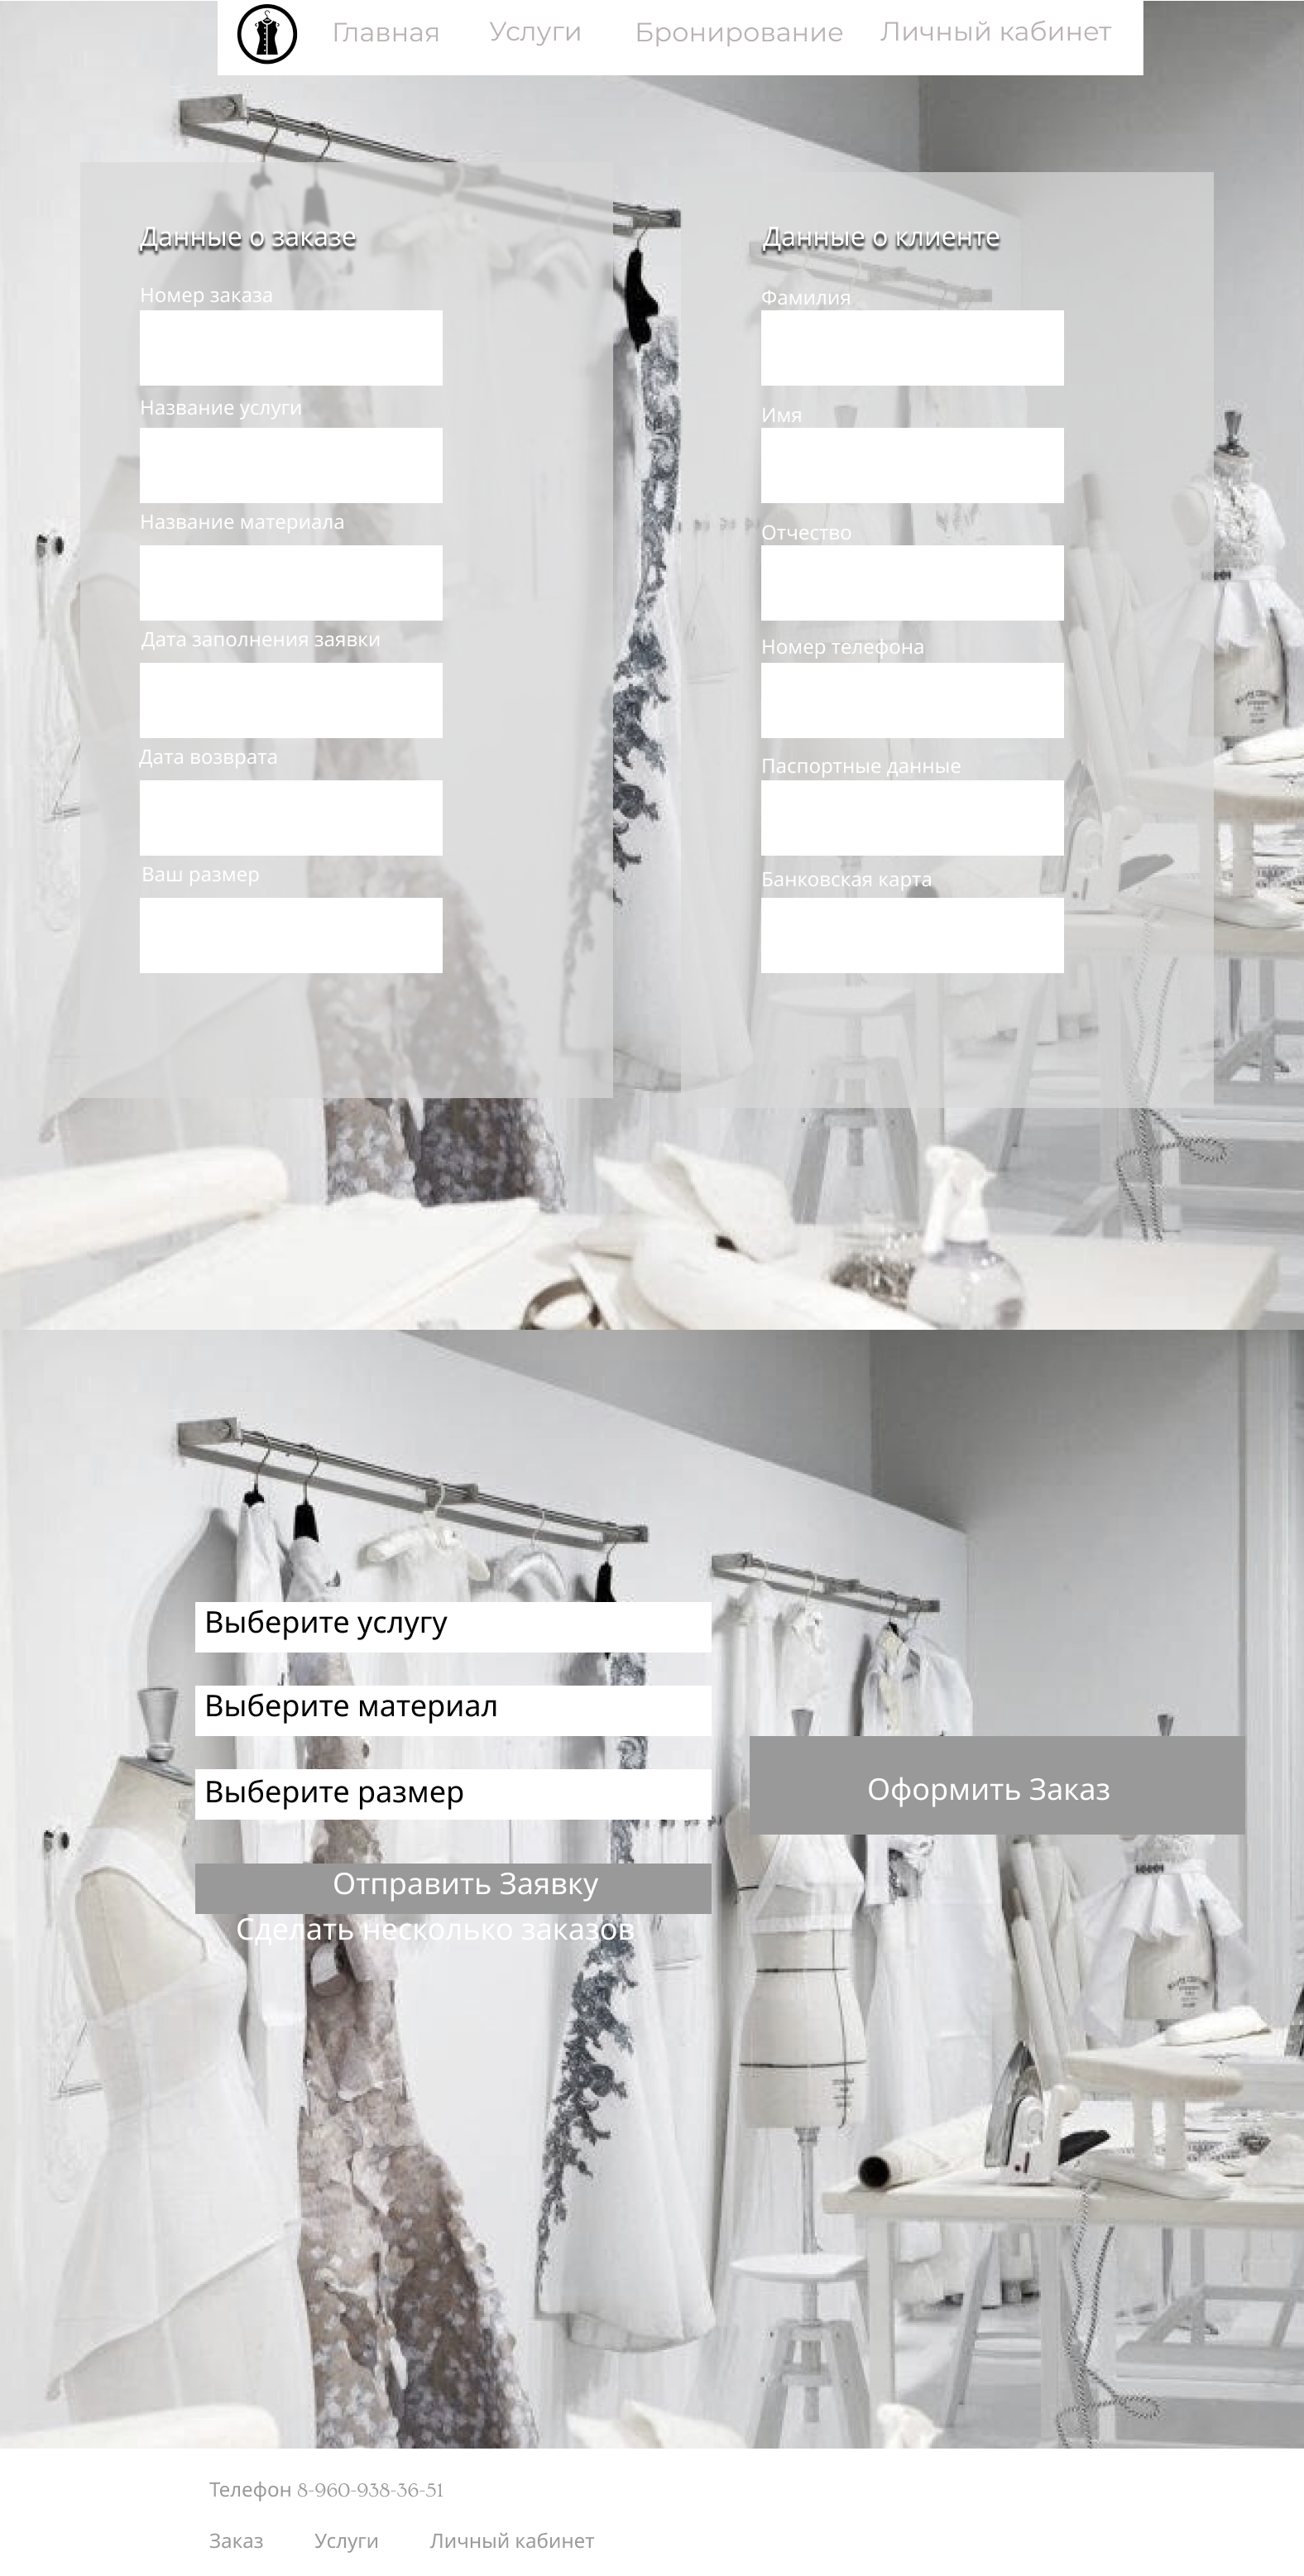 Главная Услуги Бронирование Личный кабинет
Данные о заказе
Номер заказа
Название услуги
Название материала
Дата заполнения заявки
Дата возврата
Ваш размер
Данные о клиенте
Фамилия
Имя
Отчество
Номер телефона
Паспортные данные
Банковская карта
Выберите услугу
Выберите материал
Выберите размер
Отправить Заявку
Сделать несколько заказов
Оформить Заказ
Телефон 8-960-938-36-51
Заказ Услуги Личный кабинет